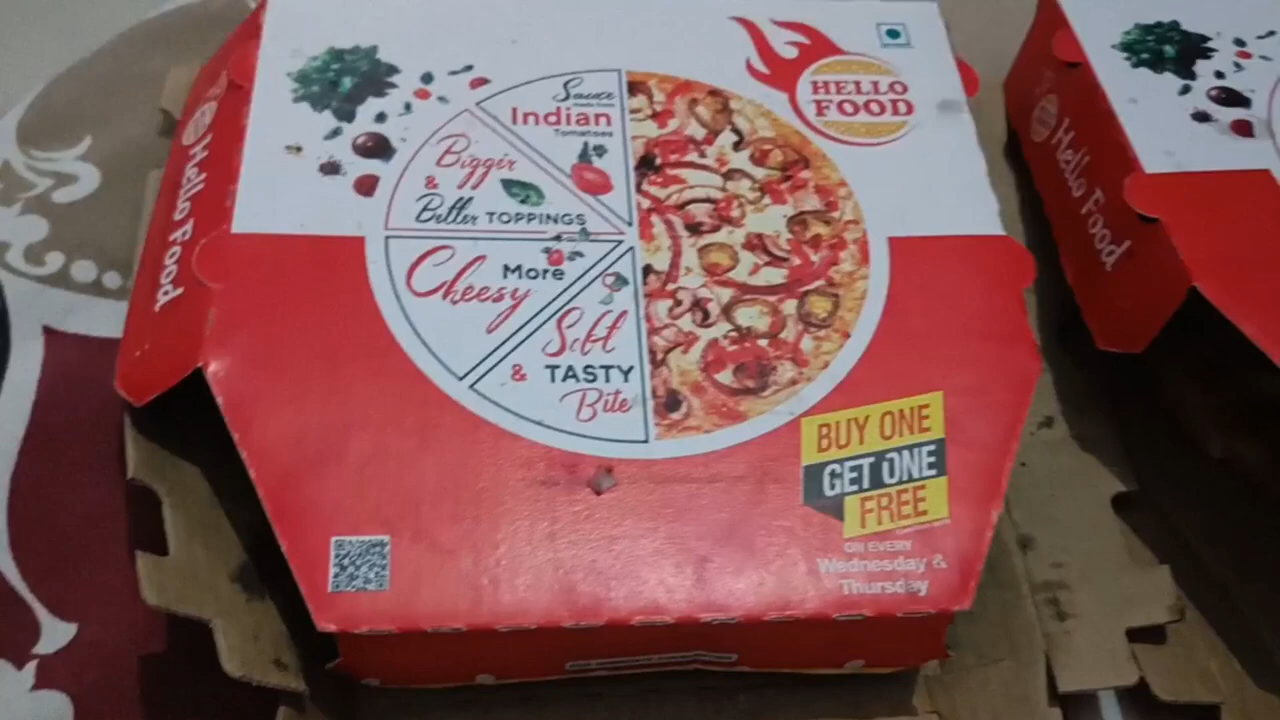 HELLO
FOOD
Sauce
made from
Indian
Tomatoes
Bigger
&
Better TOPPINGS
More
Cheesy
Soft
& TASTY
Bite
Hello Food
Hello Food
BUY ONE
GET ONE
FREE
ON EVERY
Wednesday &
Thursday